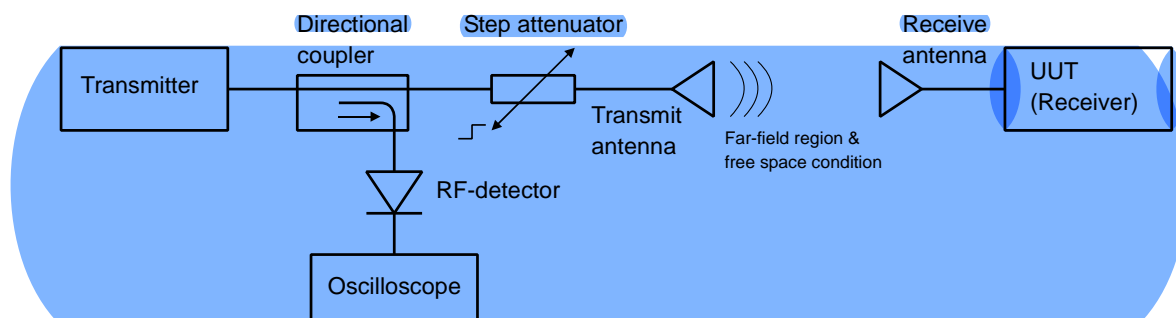 Directional
coupler
Step attenuator
Receive
antenna
Transmitter
UUT
(Receiver)
Transmit
antenna
Far-field region &
free space condition
RF-detector
Oscilloscope